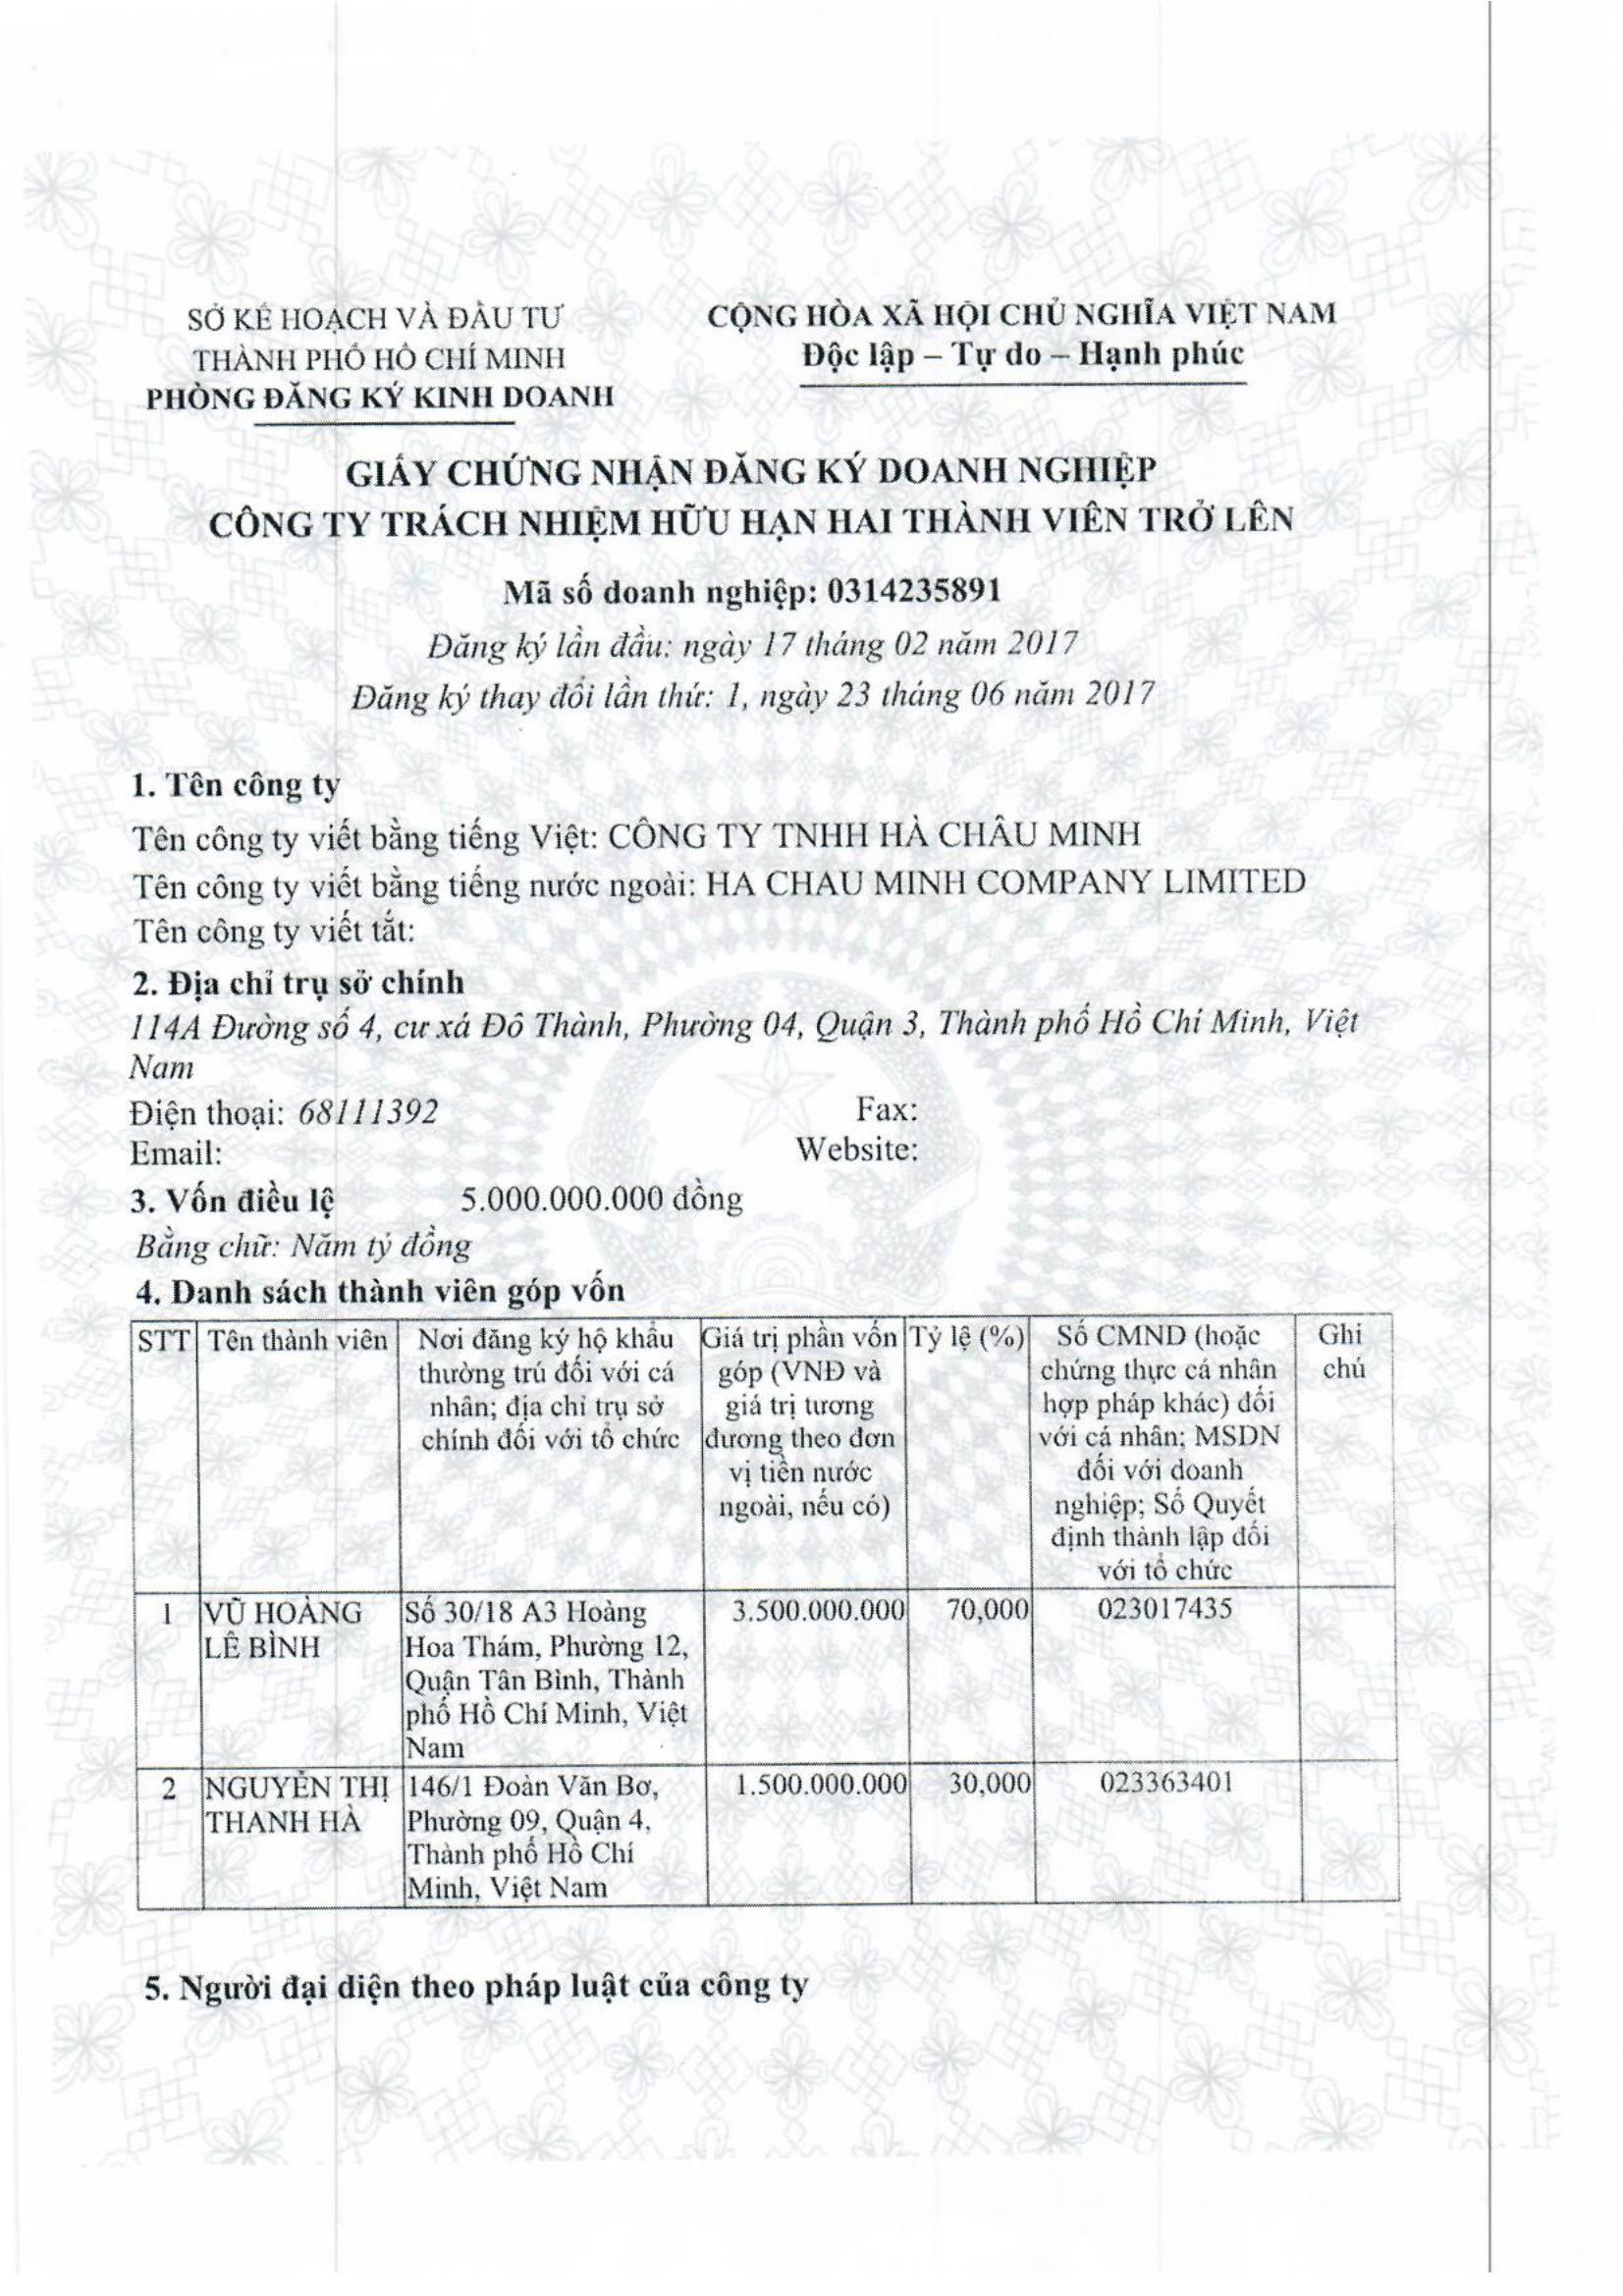 SỞ KẾ HOẠCH VÀ ĐẦU TƯ
THÀNH PHỐ HỒ CHÍ MINH
PHÒNG ĐĂNG KÝ KINH DOANH
CỘNG HÒA XÃ HỘI CHỦ NGHĨA VIỆT NAM
Độc lập – Tự do – Hạnh phúc
GIẤY CHỨNG NHẬN ĐĂNG KÝ DOANH NGHIỆP
CÔNG TY TRÁCH NHIỆM HỮU HẠN HAI THÀNH VIÊN TRỞ LÊN
Mã số doanh nghiệp: 0314235891
Đăng ký lần đầu: ngày 17 tháng 02 năm 2017
Đăng ký thay đổi lần thứ: 1, ngày 23 tháng 06 năm 2017
1. Tên công ty
Tên công ty viết bằng tiếng Việt: CÔNG TY TNHH HÀ CHÂU MINH
Tên công ty viết bằng tiếng nước ngoài: HA CHAU MINH COMPANY LIMITED
Tên công ty viết tắt:
2. Địa chỉ trụ sở chính
114A Đường số 4, cư xá Đô Thành, Phường 04, Quận 3, Thành phố Hồ Chí Minh, Việt
Nam
Điện thoại: 68111392 Fax:
Email: Website:
3. Vốn điều lệ 5.000.000.000 đồng
Bằng chữ: Năm tỷ đồng
4. Danh sách thành viên góp vốn
STT
Tên thành viên
Nơi đăng ký hộ khẩu
thường trú đối với cá
nhân; địa chỉ trụ sở
chính đối với tổ chức
Giá trị phần vốn
góp (VNĐ và
giá trị tương
đương theo đơn
vị tiền nước
ngoài, nếu có)
Tỷ lệ (%)
Số CMND (hoặc
chứng thực cá nhân
hợp pháp khác) đối
với cá nhân; MSDN
đối với doanh
nghiệp; Số Quyết
định thành lập đối
với tổ chức
Ghi
chú
1
VŨ HOÀNG
LÊ BÌNH
Số 30/18 A3 Hoàng
Hoa Thám, Phường 12,
Quận Tân Bình, Thành
phố Hồ Chí Minh, Việt
Nam
3.500.000.000
70,000
023017435
2
NGUYỄN THỊ
THANH HÀ
146/1 Đoàn Văn Bơ,
Phường 09, Quận 4,
Thành phố Hồ Chí
Minh, Việt Nam
1.500.000.000
30,000
023363401
5. Người đại diện theo pháp luật của công ty